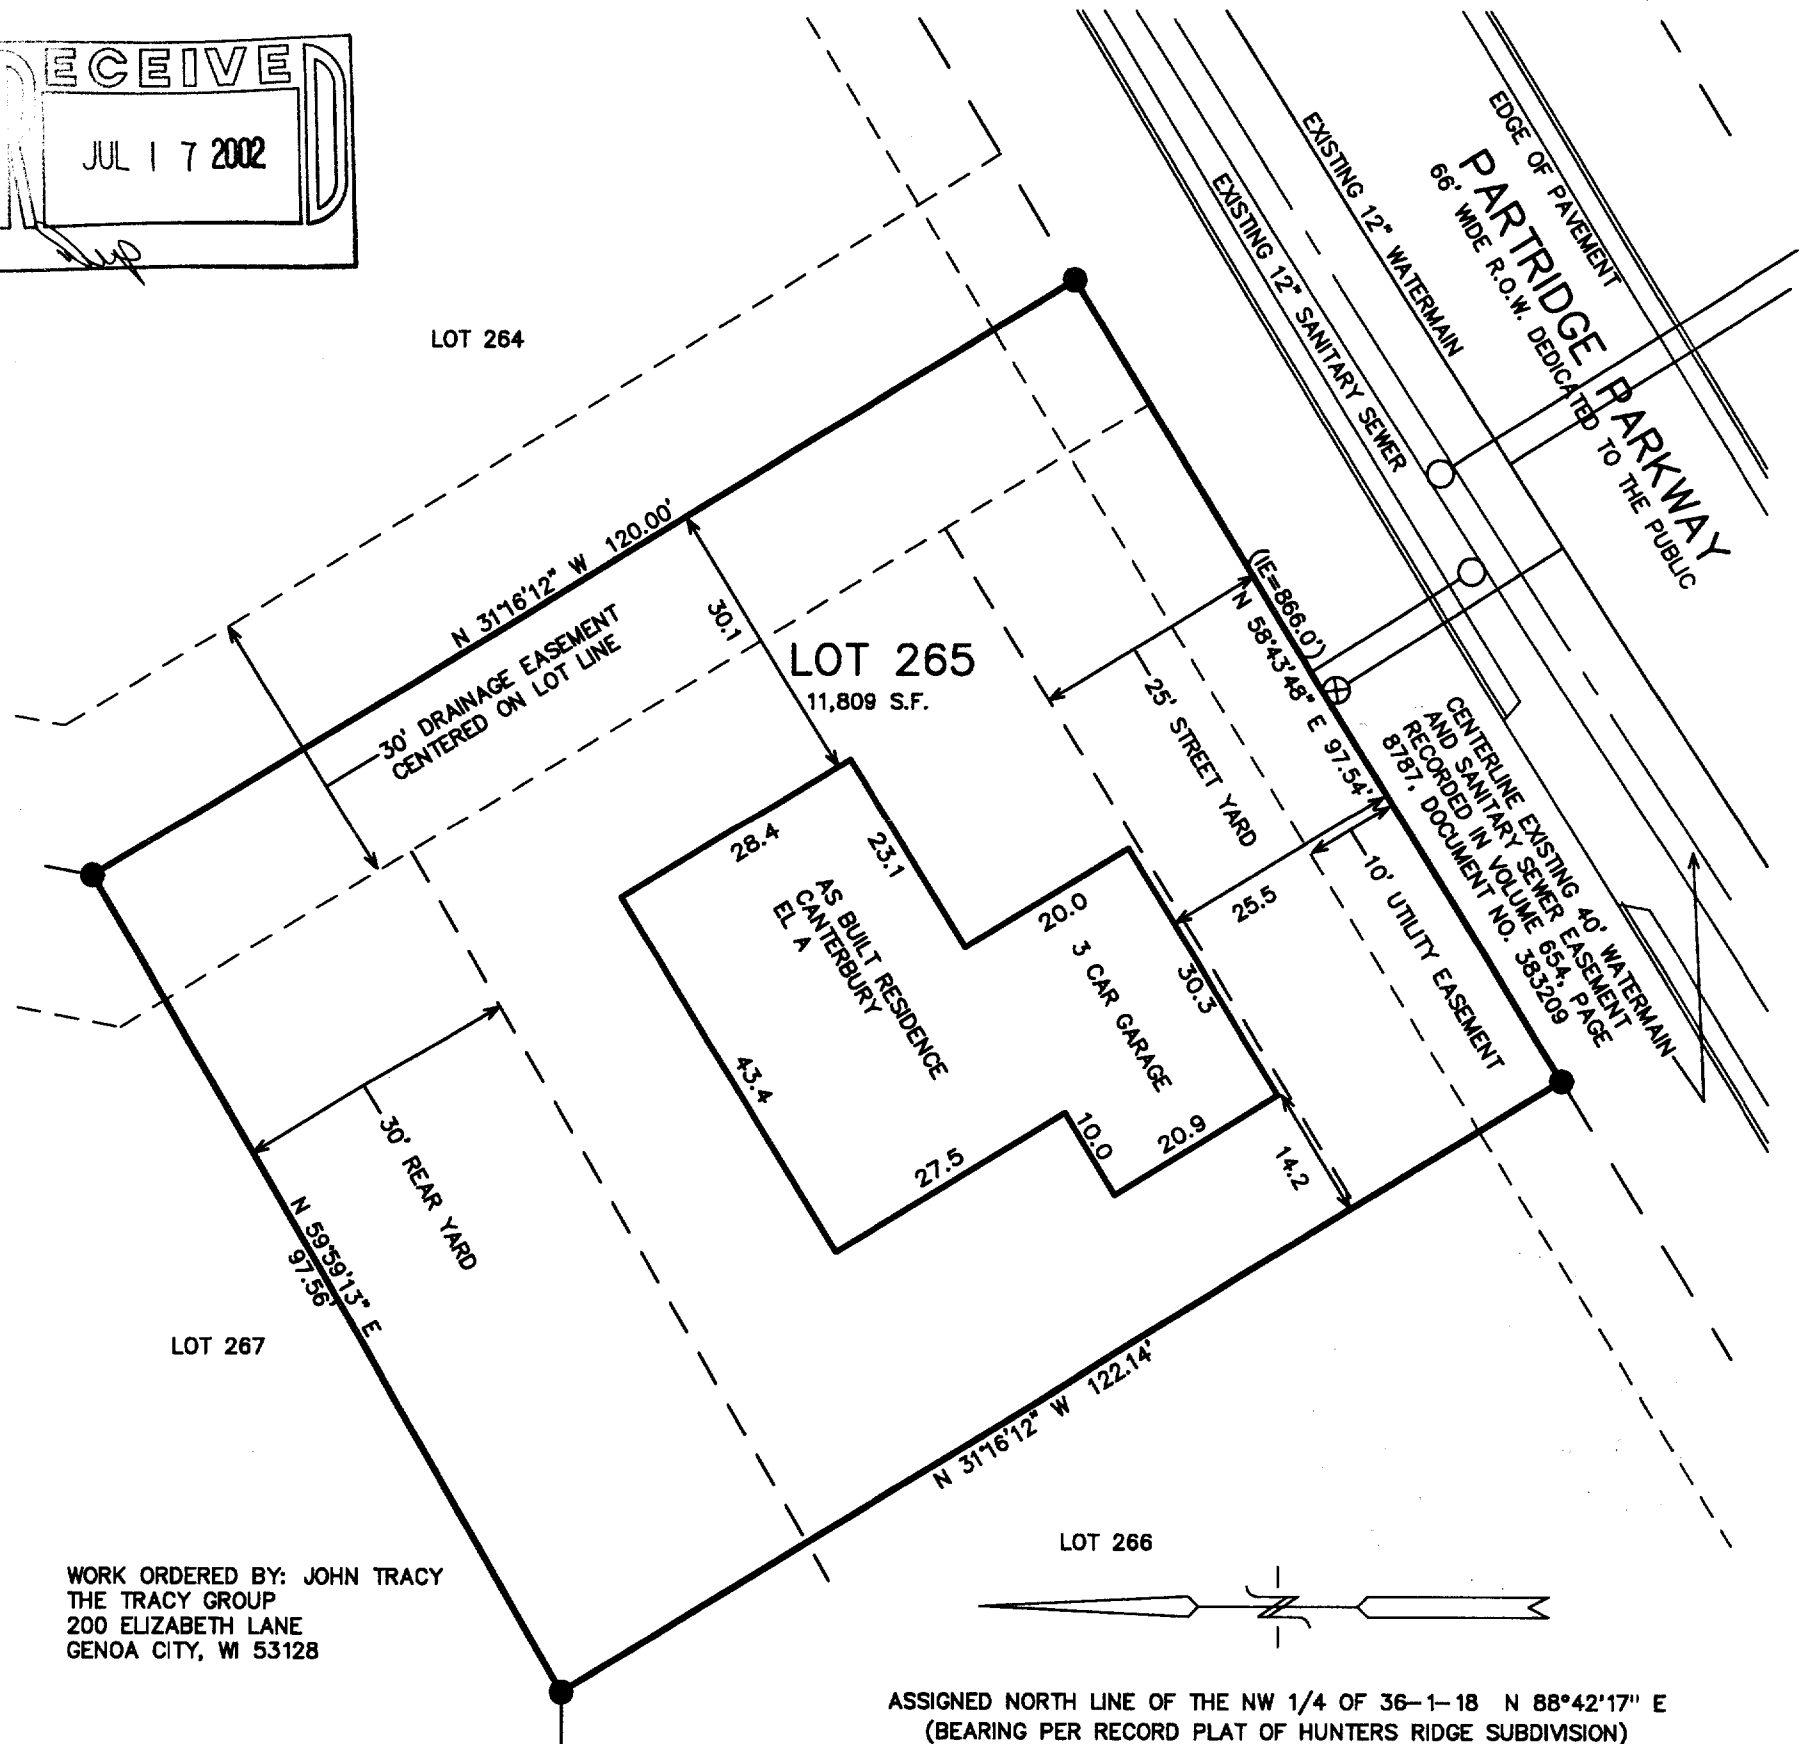 RECEIVED
JUL 17 2002
LOT 264
EDGE OF PAVEMENT
PARTRIDGE PARKWAY
66' WIDE R.O.W. DEDICATED TO THE PUBLIC
EXISTING 12" WATERMAIN
EXISTING 12" SANITARY SEWER
N 31°16'12" W 120.00'
30' DRAINAGE EASEMENT
CENTERED ON LOT LINE
30.1
LOT 265
11,809 S.F.
(IE=866.0')
N 58°43'48" E 97.54'
25' STREET YARD
CENTERLINE EXISTING 40' WATERMAIN
AND SANITARY SEWER EASEMENT
RECORDED IN VOLUME 654, PAGE
8787, DOCUMENT NO. 383209
28.4
23.1
20.0
25.5
10' UTILITY EASEMENT
AS BUILT RESIDENCE
CANTERBURY
EL A
3 CAR GARAGE
30.3
43.4
27.5
10.0
20.9
14.2
30' REAR YARD
N 59°59'13" E
97.56'
LOT 267
N 31°16'12" W 122.14'
LOT 266
WORK ORDERED BY: JOHN TRACY
THE TRACY GROUP
200 ELIZABETH LANE
GENOA CITY, WI 53128
N
ASSIGNED NORTH LINE OF THE NW 1/4 OF 36-1-18 N 88°42'17" E
(BEARING PER RECORD PLAT OF HUNTERS RIDGE SUBDIVISION)